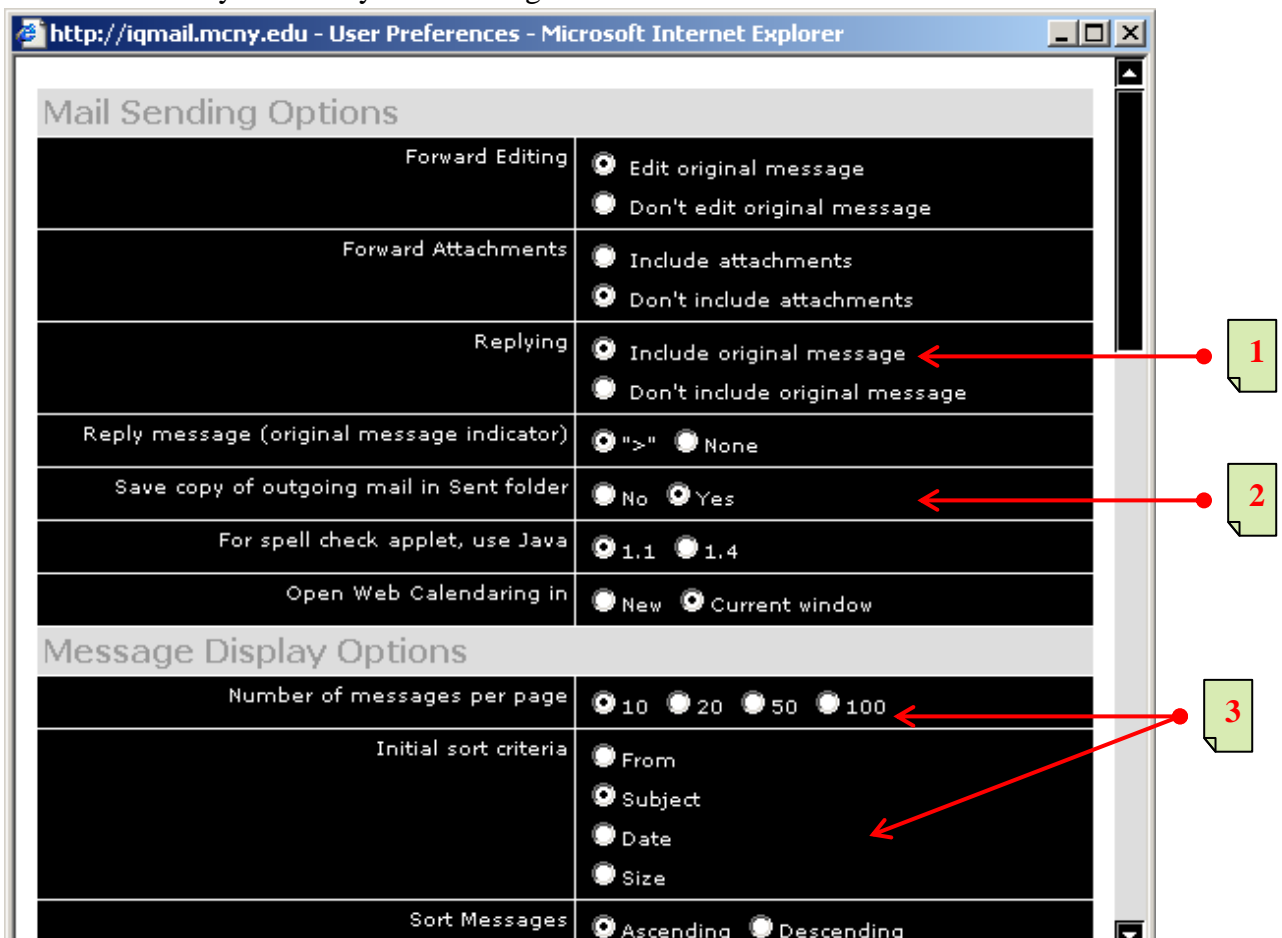 http://iqmail.mcny.edu - User Preferences - Microsoft Internet Explorer
Mail Sending Options
Forward Editing
Edit original message
Don't edit original message
Forward Attachments
Include attachments
Don't include attachments
Replying
Include original message
1
Don't include original message
Reply message (original message indicator)
">" None
Save copy of outgoing mail in Sent folder
No Yes
2
For spell check applet, use Java
1.1 1.4
Open Web Calendaring in
New Current window
Message Display Options
Number of messages per page
10 20 50 100
3
Initial sort criteria
From
Subject
Date
Size
Sort Messages
Ascending Descending